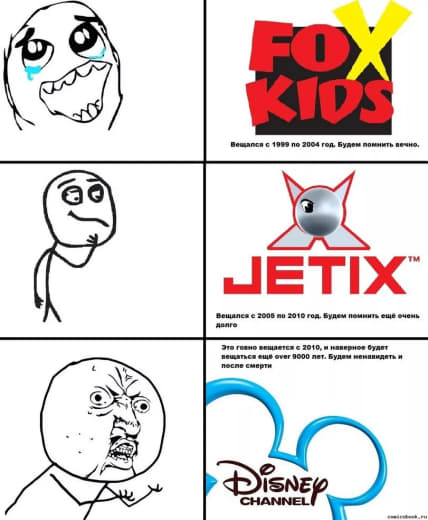 FOX
KIDS
Вещался с 1999 по 2004 год. Будем помнить вечно.
JETIX™
Вещался с 2005 по 2010 год. Будем помнить ещё очень
долго
Это говно вещается с 2010, и наверное будет
вещаться ещё over 9000 лет. Будем ненавидеть и
после смерти
Disney
CHANNEL
comicsbook.ru